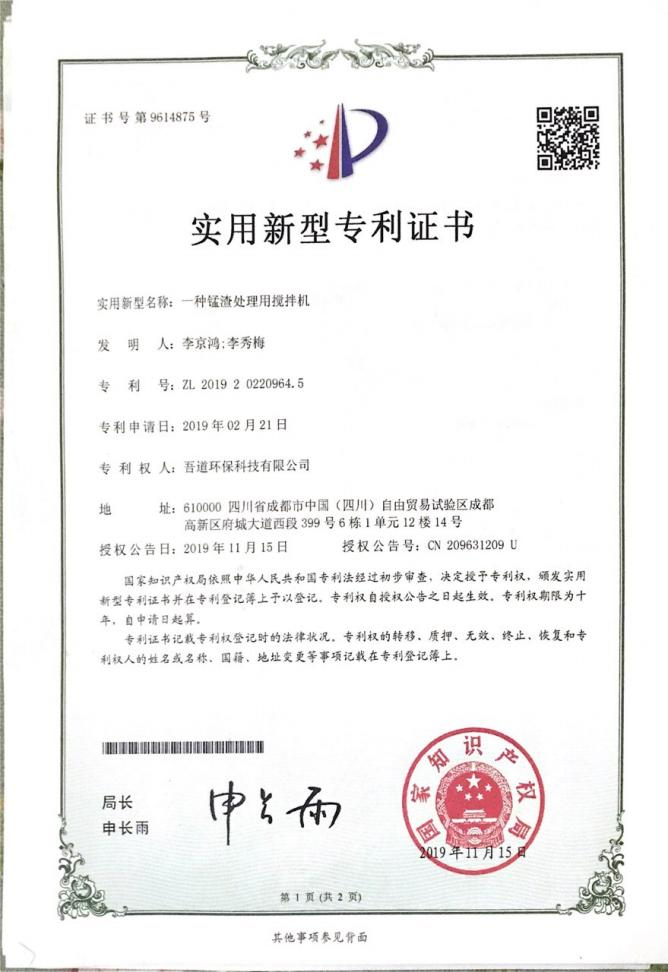 证书号第9614875号
实用新型专利证书
实用新型名称：一种锰渣处理用搅拌机
发 明 人：李京鸿;李秀梅
专 利 号：ZL 2019 2 0220964.5
专利申请日：2019年02月21日
专 利 权 人：吾道环保科技有限公司
地 址：610000 四川省成都市中国（四川）自由贸易试验区成都
高新区府城大道西段399号6栋1单元12楼14号
授权公告日：2019年11月15日 授权公告号：CN 209631209 U
国家知识产权局依照中华人民共和国专利法经过初步审查，决定授予专利权，颁发实用
新型专利证书并在专利登记簿上予以登记。专利权自授权公告之日起生效。专利权期限为十
年，自申请日起算。
专利证书记载专利权登记时的法律状况。专利权的转移、质押、无效、终止、恢复和专
利权人的姓名或名称、国籍、地址变更等事项记载在专利登记簿上。
局长
申长雨
申长雨
国家知识产权局
2019年11月15日
第 1 页 (共 2 页)
其他事项参见背面